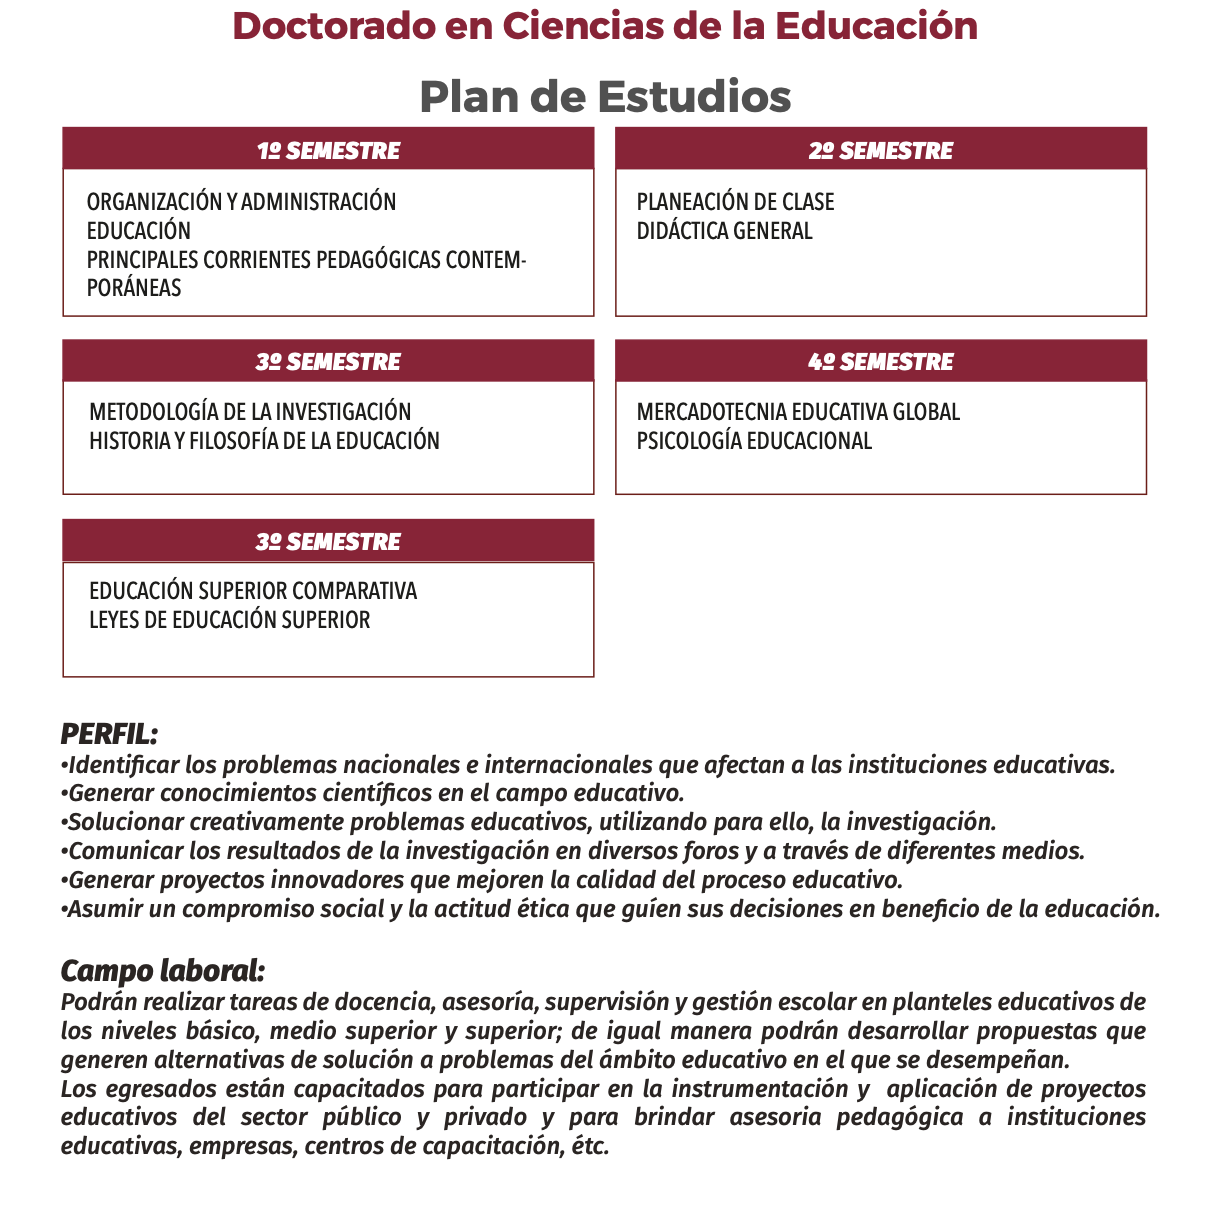 Doctorado en Ciencias de la Educación
Plan de Estudios
1º SEMESTRE
ORGANIZACIÓN Y ADMINISTRACIÓN
EDUCACIÓN
PRINCIPALES CORRIENTES PEDAGÓGICAS CONTEM-
PORÁNEAS
2º SEMESTRE
PLANEACIÓN DE CLASE
DIDÁCTICA GENERAL
3º SEMESTRE
METODOLOGÍA DE LA INVESTIGACIÓN
HISTORIA Y FILOSOFÍA DE LA EDUCACIÓN
4º SEMESTRE
MERCADOTECNIA EDUCATIVA GLOBAL
PSICOLOGÍA EDUCACIONAL
3º SEMESTRE
EDUCACIÓN SUPERIOR COMPARATIVA
LEYES DE EDUCACIÓN SUPERIOR
PERFIL:
•Identificar los problemas nacionales e internacionales que afectan a las instituciones educativas.
•Generar conocimientos científicos en el campo educativo.
•Solucionar creativamente problemas educativos, utilizando para ello, la investigación.
•Comunicar los resultados de la investigación en diversos foros y a través de diferentes medios.
•Generar proyectos innovadores que mejoren la calidad del proceso educativo.
•Asumir un compromiso social y la actitud ética que guíen sus decisiones en beneficio de la educación.
Campo laboral:
Podrán realizar tareas de docencia, asesoría, supervisión y gestión escolar en planteles educativos de
los niveles básico, medio superior y superior; de igual manera podrán desarrollar propuestas que
generen alternativas de solución a problemas del ámbito educativo en el que se desempeñan.
Los egresados están capacitados para participar en la instrumentación y aplicación de proyectos
educativos del sector público y privado y para brindar asesoria pedagógica a instituciones
educativas, empresas, centros de capacitación, étc.